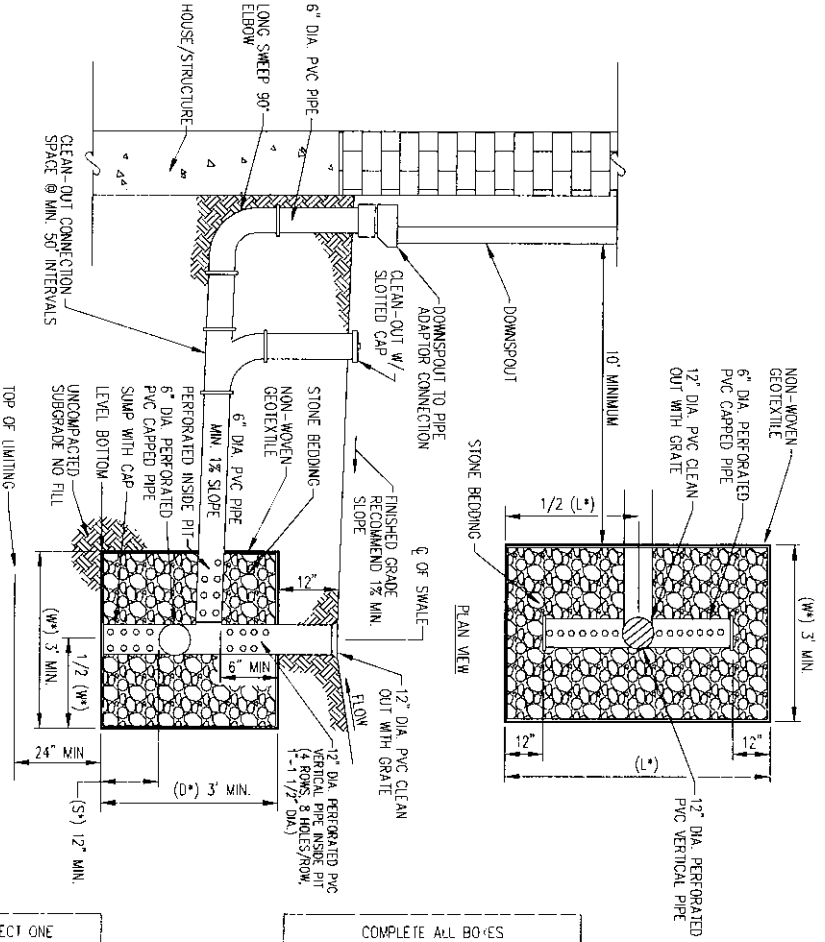 NON-WOVEN
GEOTEXTILE
6" DIA. PERFORATED
PVC CAPPED PIPE
12" DIA. PVC CLEAN
OUT WITH GRATE
STONE BEDDING
1/2 (L*)
PLAN VIEW
(W*) 3' MIN.
12"
12"
(L*)
12" DIA. PERFORATED
PVC VERTICAL PIPE
10' MINIMUM
DOWNSPOUT
DOWNSPOUT TO PIPE
ADAPTOR CONNECTION
CLEAN-OUT W/
SLOTTED CAP
6" DIA. PVC PIPE
LONG SWEEP 90°
ELBOW
HOUSE/STRUCTURE
CLEAN-OUT CONNECTION
SPACE @ MIN. 50' INTERVALS
FINISHED GRADE
RECOMMEND 1% MIN.
SLOPE
℄ OF SWALE
STONE BEDDING
NON-WOVEN
GEOTEXTILE
6" DIA. PVC PIPE
MIN. 1% SLOPE
PERFORATED INSIDE PIT
6" DIA. PERFORATED
PVC CAPPED PIPE
SUMP WITH CAP
LEVEL BOTTOM
UNCOMPACTED
SUBGRADE NO FILL
TOP OF LIMITING
12"
6" MIN
FLOW
12" DIA. PVC CLEAN
OUT WITH GRATE
12" DIA. PERFORATED PVC
VERTICAL PIPE INSIDE PIT
(4 ROWS, 8 HOLES/ROW,
1"-1 1/2" DIA.)
(W*) 3' MIN.
1/2 (W*)
24" MIN
(D*) 3' MIN.
(S*) 12" MIN.
COMPLETE ALL BOXES
ECT ONE